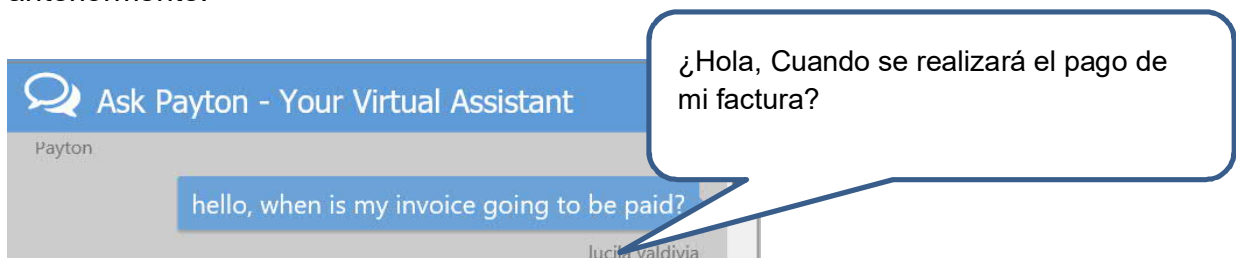 ¿Hola, Cuando se realizará el pago de
mi factura?
Ask Payton - Your Virtual Assistant
Payton
hello, when is my invoice going to be paid?
lucila valdivia